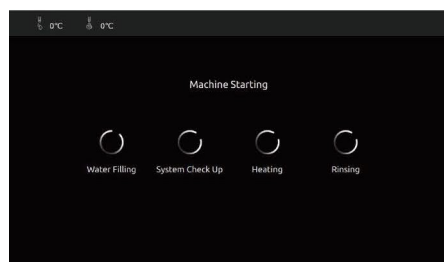 0℃ 0℃
Machine Starting
Water Filling System Check Up Heating Rinsing